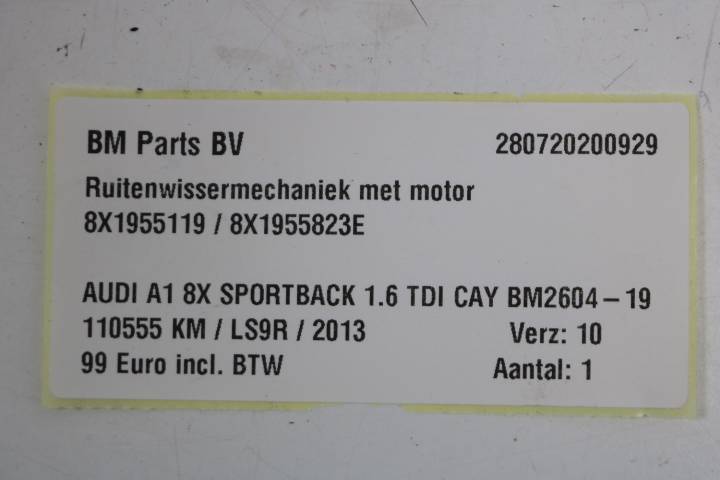 BM Parts BV 280720200929
Ruitenwissermechaniek met motor
8X1955119 / 8X1955823E
AUDI A1 8X SPORTBACK 1.6 TDI CAY BM2604-19
110555 KM / LS9R / 2013 Verz: 10
99 Euro incl. BTW Aantal: 1